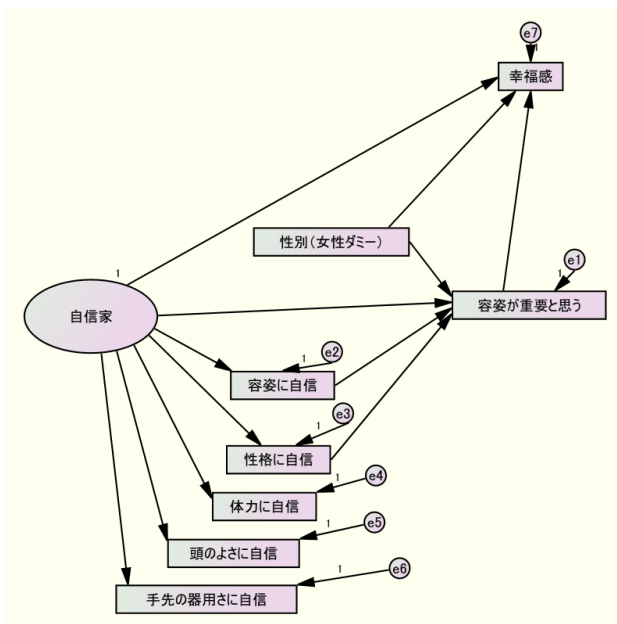 e7
1
幸福感
性別(女性ダミー)
1
e1
1
自信家
容姿が重要と思う
e2
1
容姿に自信
e3
1
性格に自信
e4
1
体力に自信
e5
1
頭のよさに自信
e6
1
手先の器用さに自信